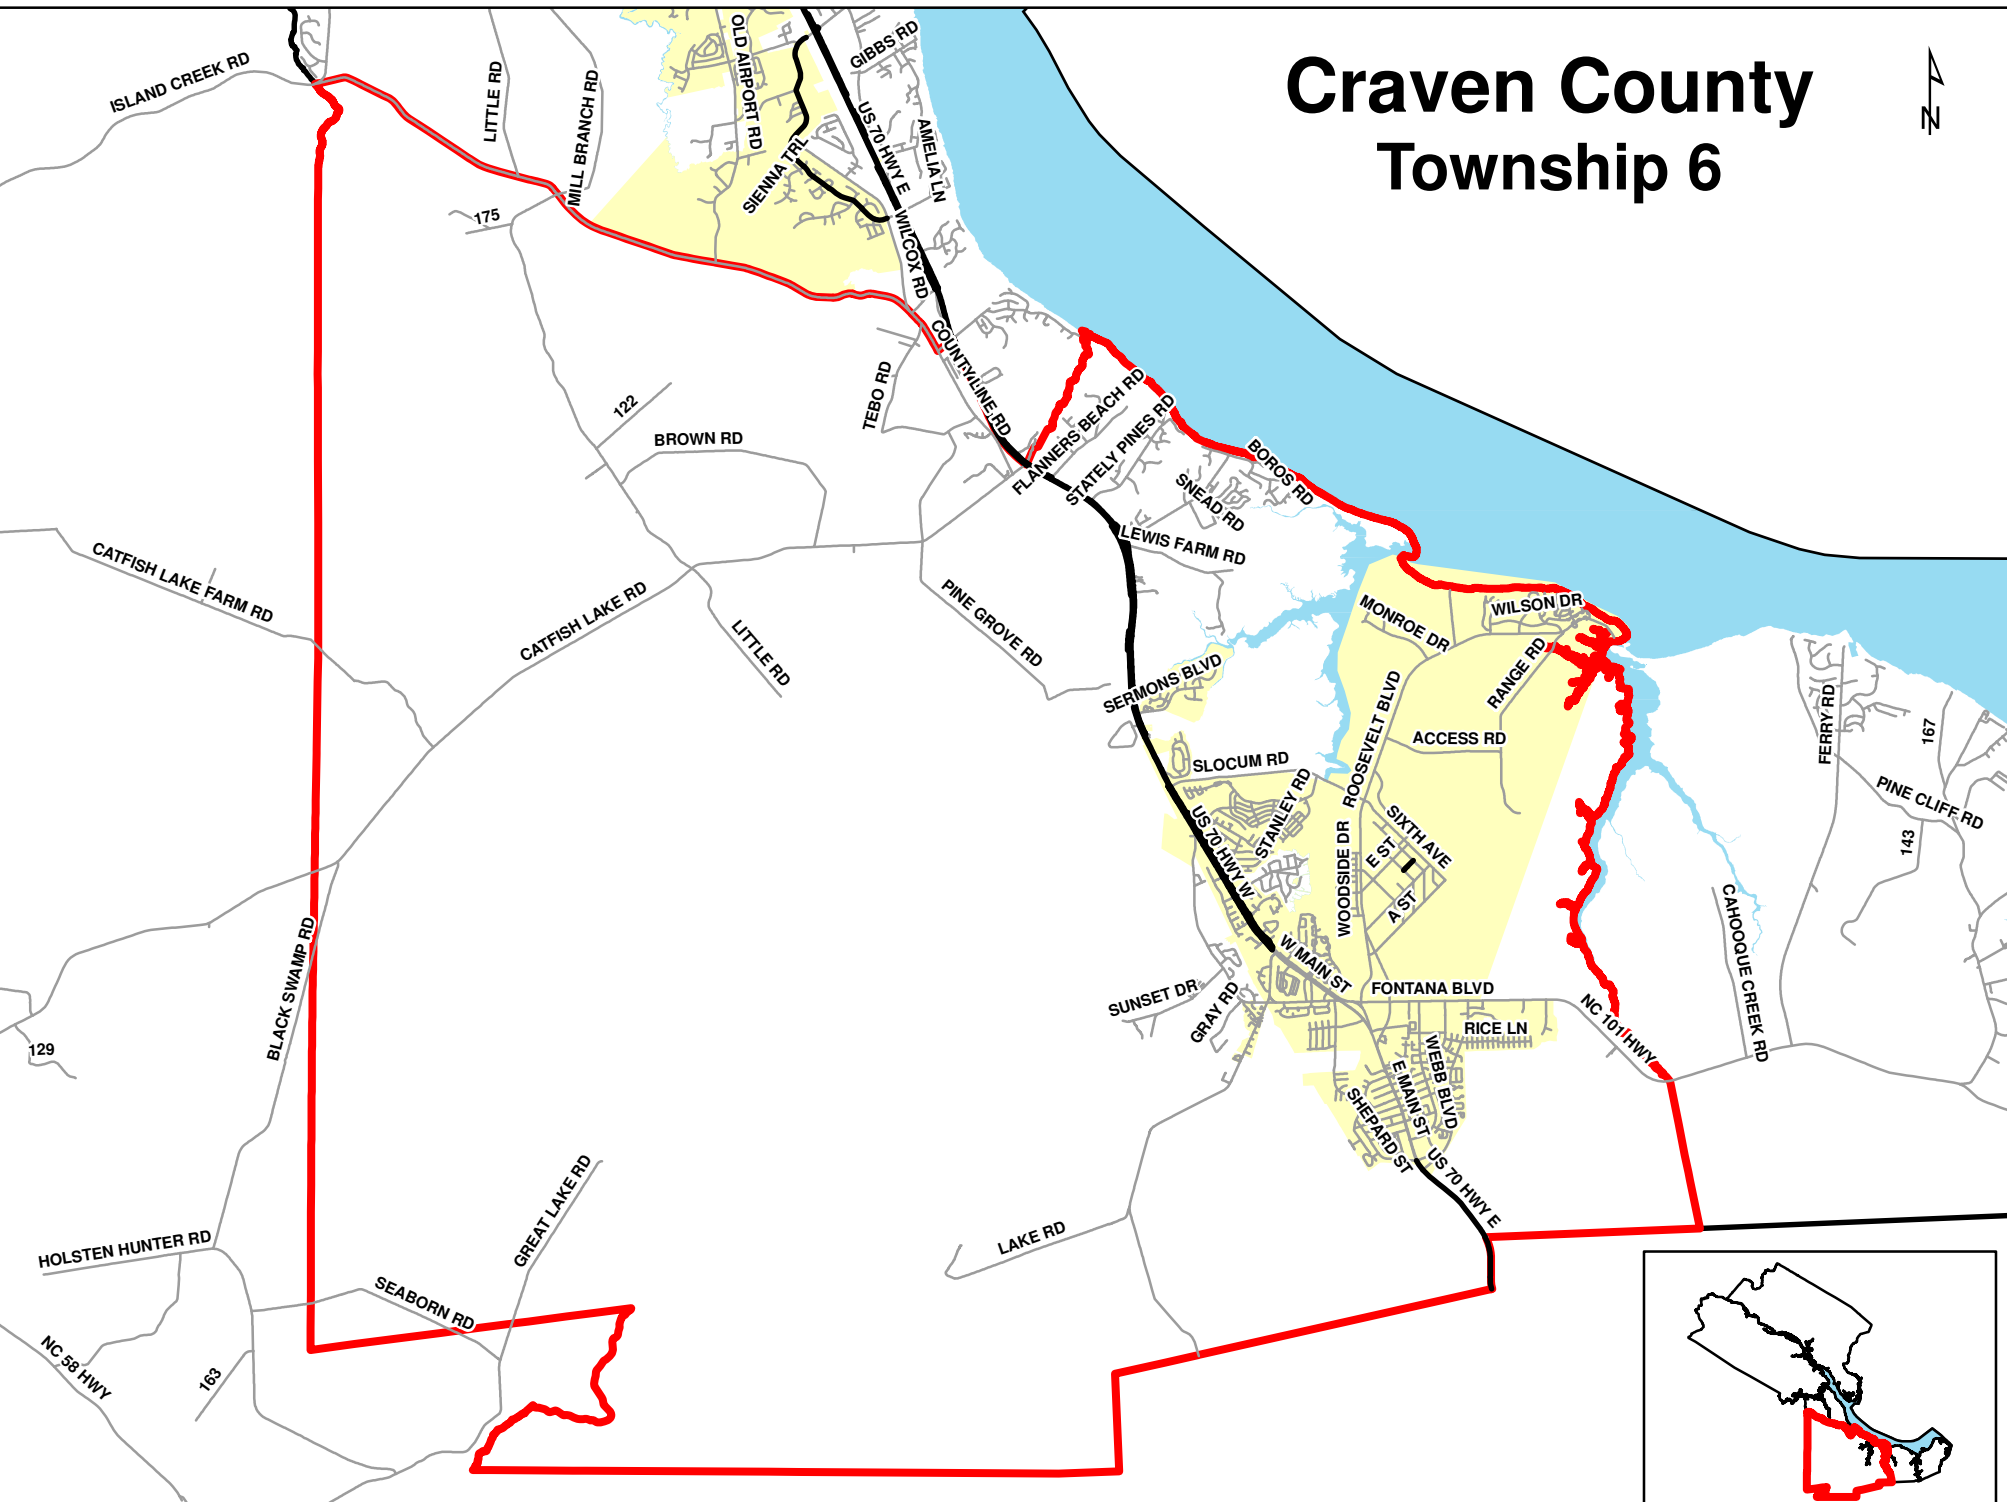 Craven County
Township 6
N
ISLAND CREEK RD
LITTLE RD
MILL BRANCH RD
OLD AIRPORT RD
GIBBS RD
US 70 HWY E
AMELIA LN
SIENNA TRL
WILCOX RD
175
COUNTY LINE RD
TEBO RD
122
BROWN RD
FLANNERS BEACH RD
STATELY PINES RD
BOROS RD
SNEAD RD
LEWIS FARM RD
CATFISH LAKE FARM RD
CATFISH LAKE RD
LITTLE RD
PINE GROVE RD
SERMONS BLVD
MONROE DR
WILSON DR
RANGE RD
ROOSEVELT BLVD
ACCESS RD
SLOCUM RD
STANLEY RD
US 70 HWY W
WOODSIDE DR
SIXTH AVE
E ST
A ST
FERRY RD
167
PINE CLIFF RD
143
CAHOOQUE CREEK RD
BLACK SWAMP RD
129
W MAIN ST
FONTANA BLVD
SUNSET DR
GRAY RD
RICE LN
NC 101 HWY
WEBB BLVD
E MAIN ST
SHEPARD ST
US 70 HWY E
LAKE RD
GREAT LAKE RD
HOLSTEN HUNTER RD
SEABORN RD
NC 58 HWY
163